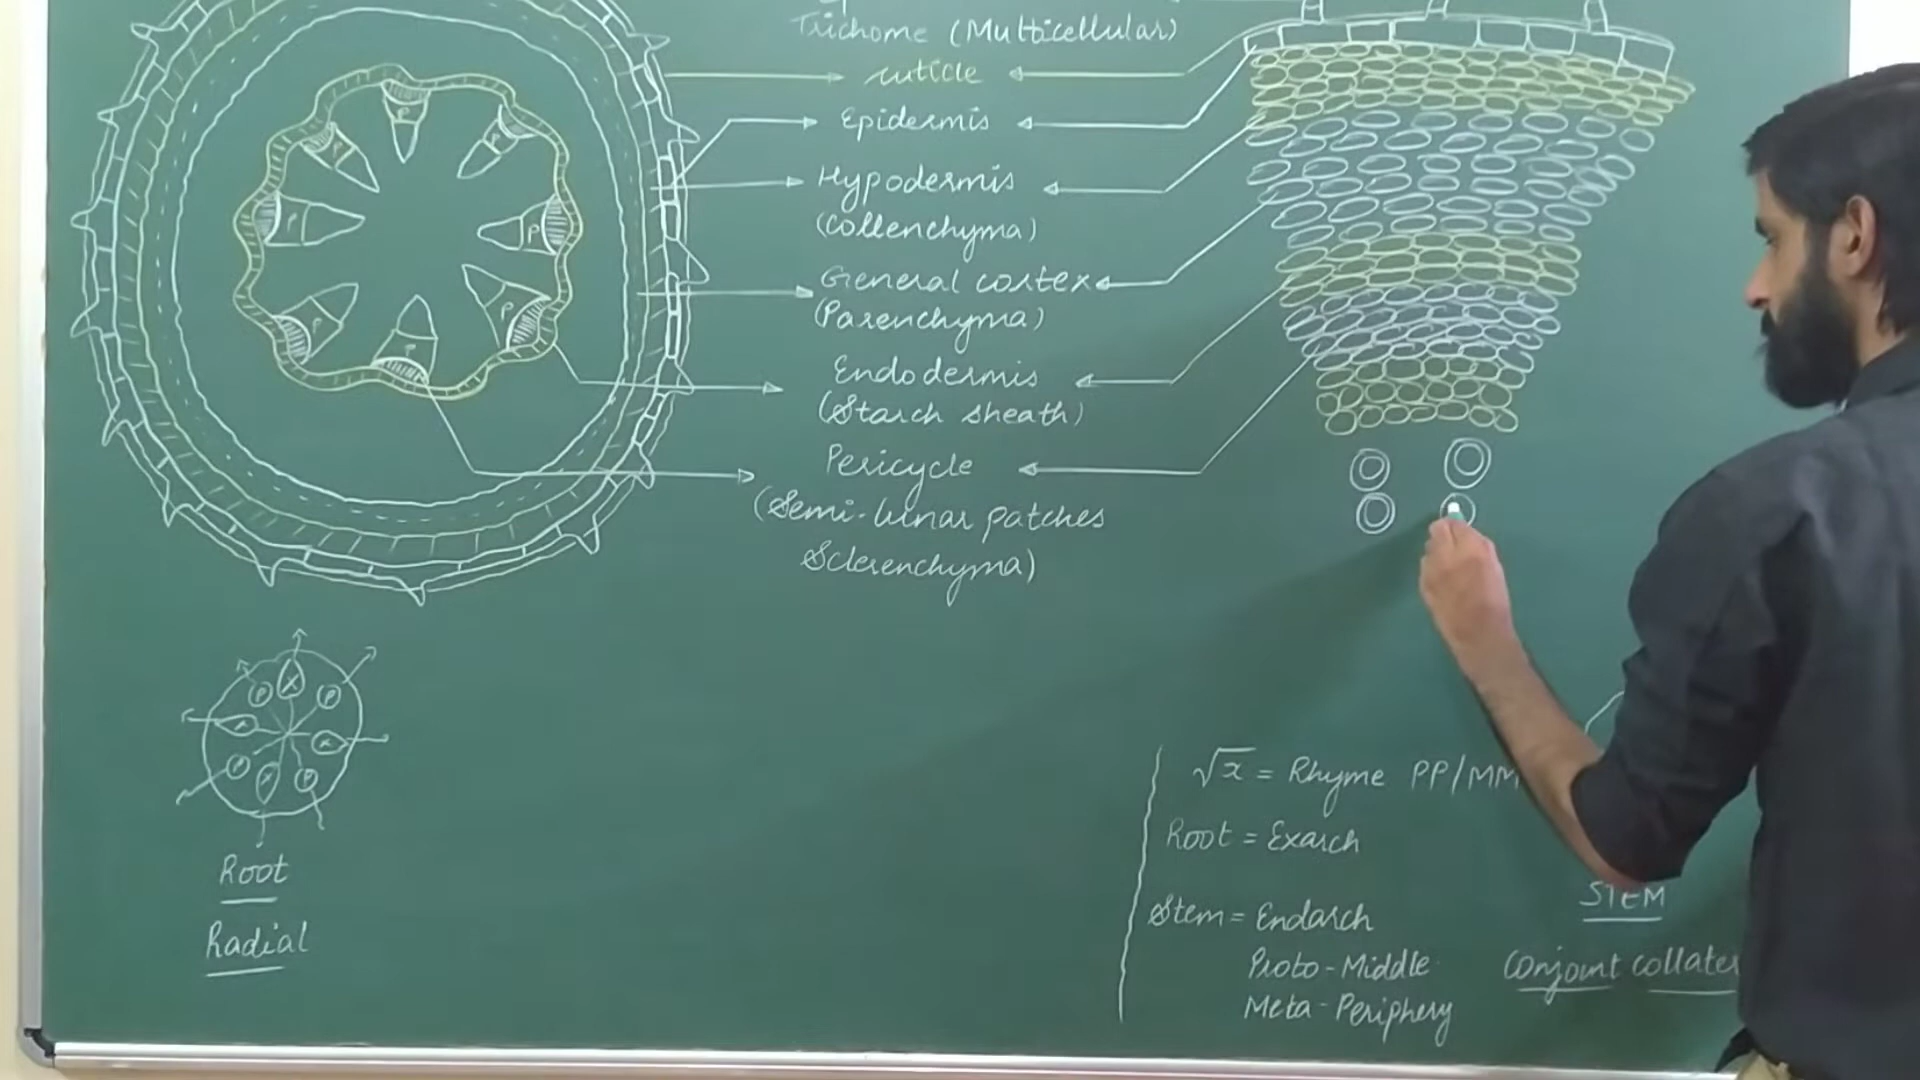 Trichome (Multicellular)
cuticle
Epidermis
Hypodermis
(Collenchyma)
General cortex
(Parenchyma)
Endodermis
(Starch sheath)
Pericycle
(Semi-lunar patches
Sclerenchyma)
P
P
P
P
P
P
P
P
P X P
X X
P X P
Root
Radial
√x = Rhyme PP/MM
Root = Exarch
Stem = Endarch
Proto-Middle
Meta-Periphery
STEM
Conjoint collater